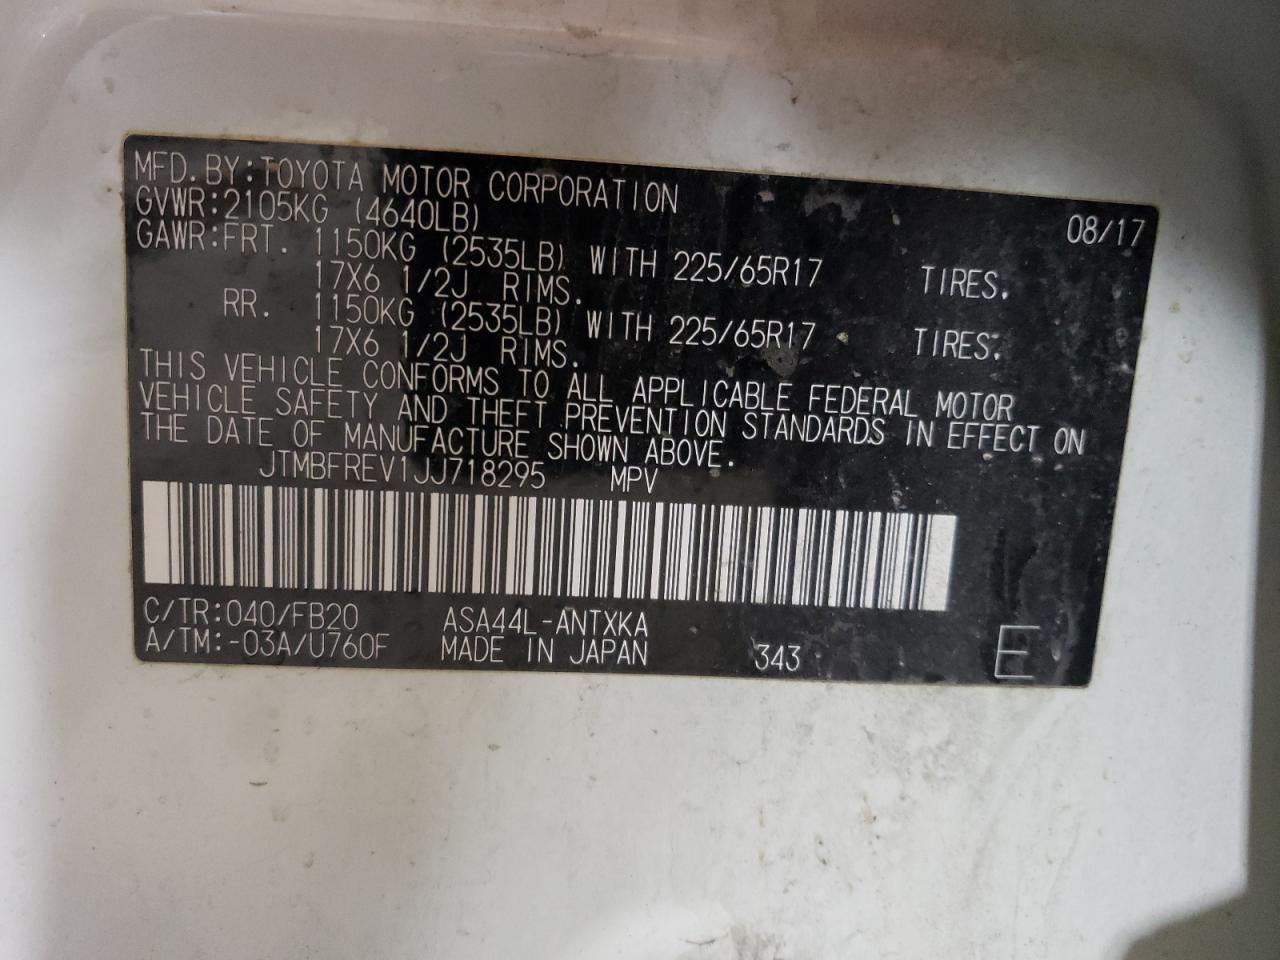 MFD. BY:TOYOTA MOTOR CORPORATION 08/17
GVWR:2105KG (4640LB)
GAWR:FRT. 1150KG (2535LB) WITH 225/65R17 TIRES.
17X6 1/2J RIMS.
RR. 1150KG (2535LB) WITH 225/65R17 TIRES.
17X6 1/2J RIMS.
THIS VEHICLE CONFORMS TO ALL APPLICABLE FEDERAL MOTOR
VEHICLE SAFETY AND THEFT PREVENTION STANDARDS IN EFFECT ON
THE DATE OF MANUFACTURE SHOWN ABOVE.
JTMBFREV1JJ718295 MPV
C/TR:040/FB20 ASA44L-ANTXKA
A/TM:-03A/U760F MADE IN JAPAN 343 E